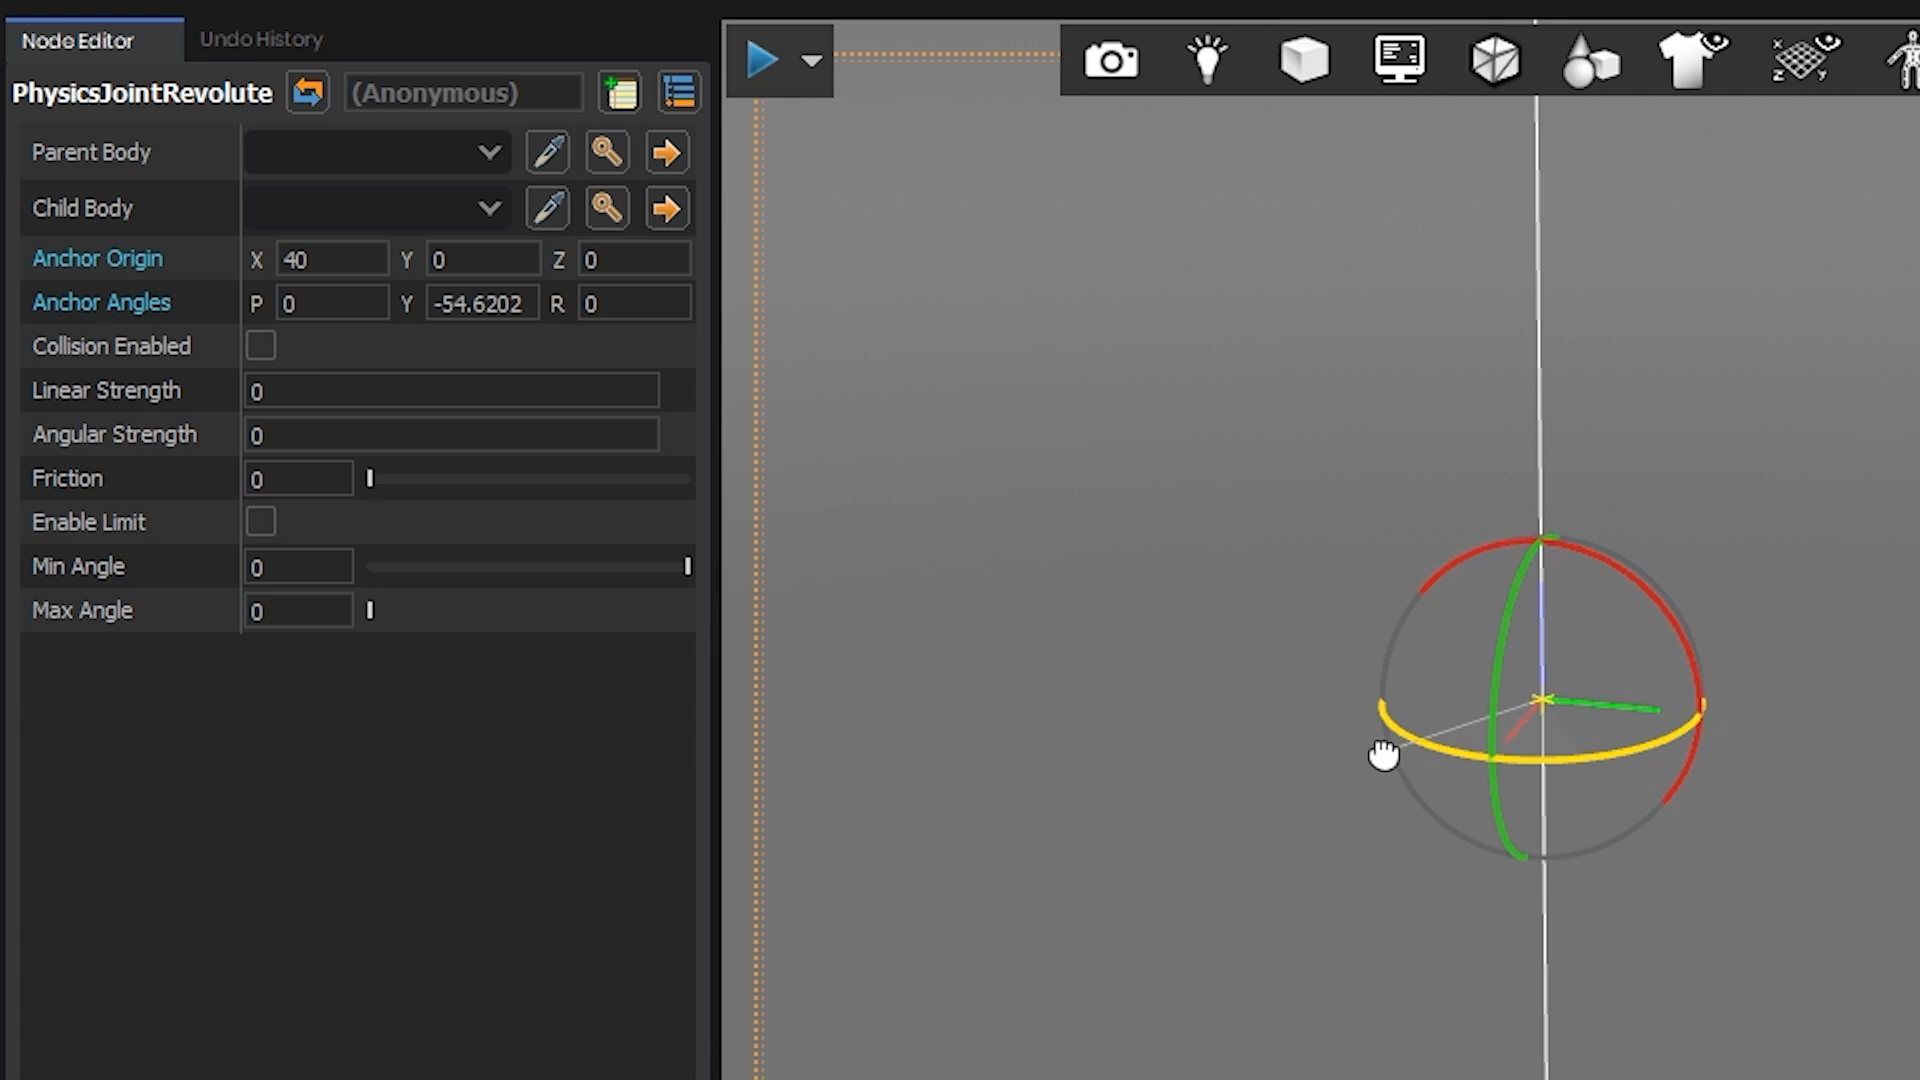 Node Editor Undo History
PhysicsJointRevolute (Anonymous)
Parent Body
Child Body
Anchor Origin X 40 Y 0 Z 0
Anchor Angles P 0 Y -54.6202 R 0
Collision Enabled
Linear Strength 0
Angular Strength 0
Friction 0
Enable Limit
Min Angle 0
Max Angle 0
X
Z Y